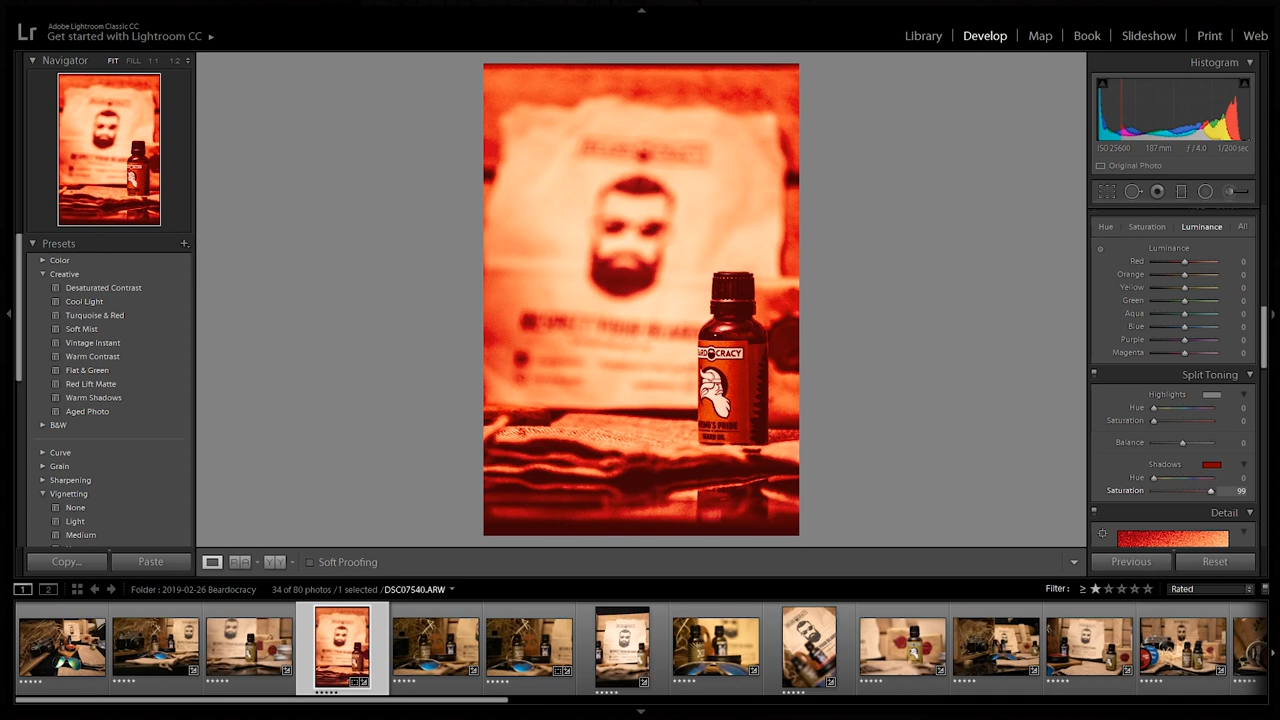 Adobe Lightroom Classic CC
Get started with Lightroom CC
Library
Develop
Map
Book
Slideshow
Print
Web
Navigator
FIT FILL 1:1 1:2
Presets
Color
Creative
Desaturated Contrast
Cool Light
Turquoise & Red
Soft Mist
Vintage Instant
Warm Contrast
Flat & Green
Red Lift Matte
Warm Shadows
Aged Photo
B&W
Curve
Grain
Sharpening
Vignetting
None
Light
Medium
Copy...
Paste
CRACY
BEARD OIL
Histogram
ISO 25600 187 mm ƒ / 4.0 1/200 sec
Original Photo
Hue Saturation Luminance All
Luminance
Red 0
Orange 0
Yellow 0
Green 0
Aqua 0
Blue 0
Purple 0
Magenta 0
Split Toning
Highlights
Hue 0
Saturation 0
Balance 0
Shadows
Hue 0
Saturation 99
Detail
Previous
Reset
Soft Proofing
1 2
Folder : 2019-02-26 Beardocracy
34 of 80 photos / 1 selected / DSC07540.ARW
Filter:
≥
Rated